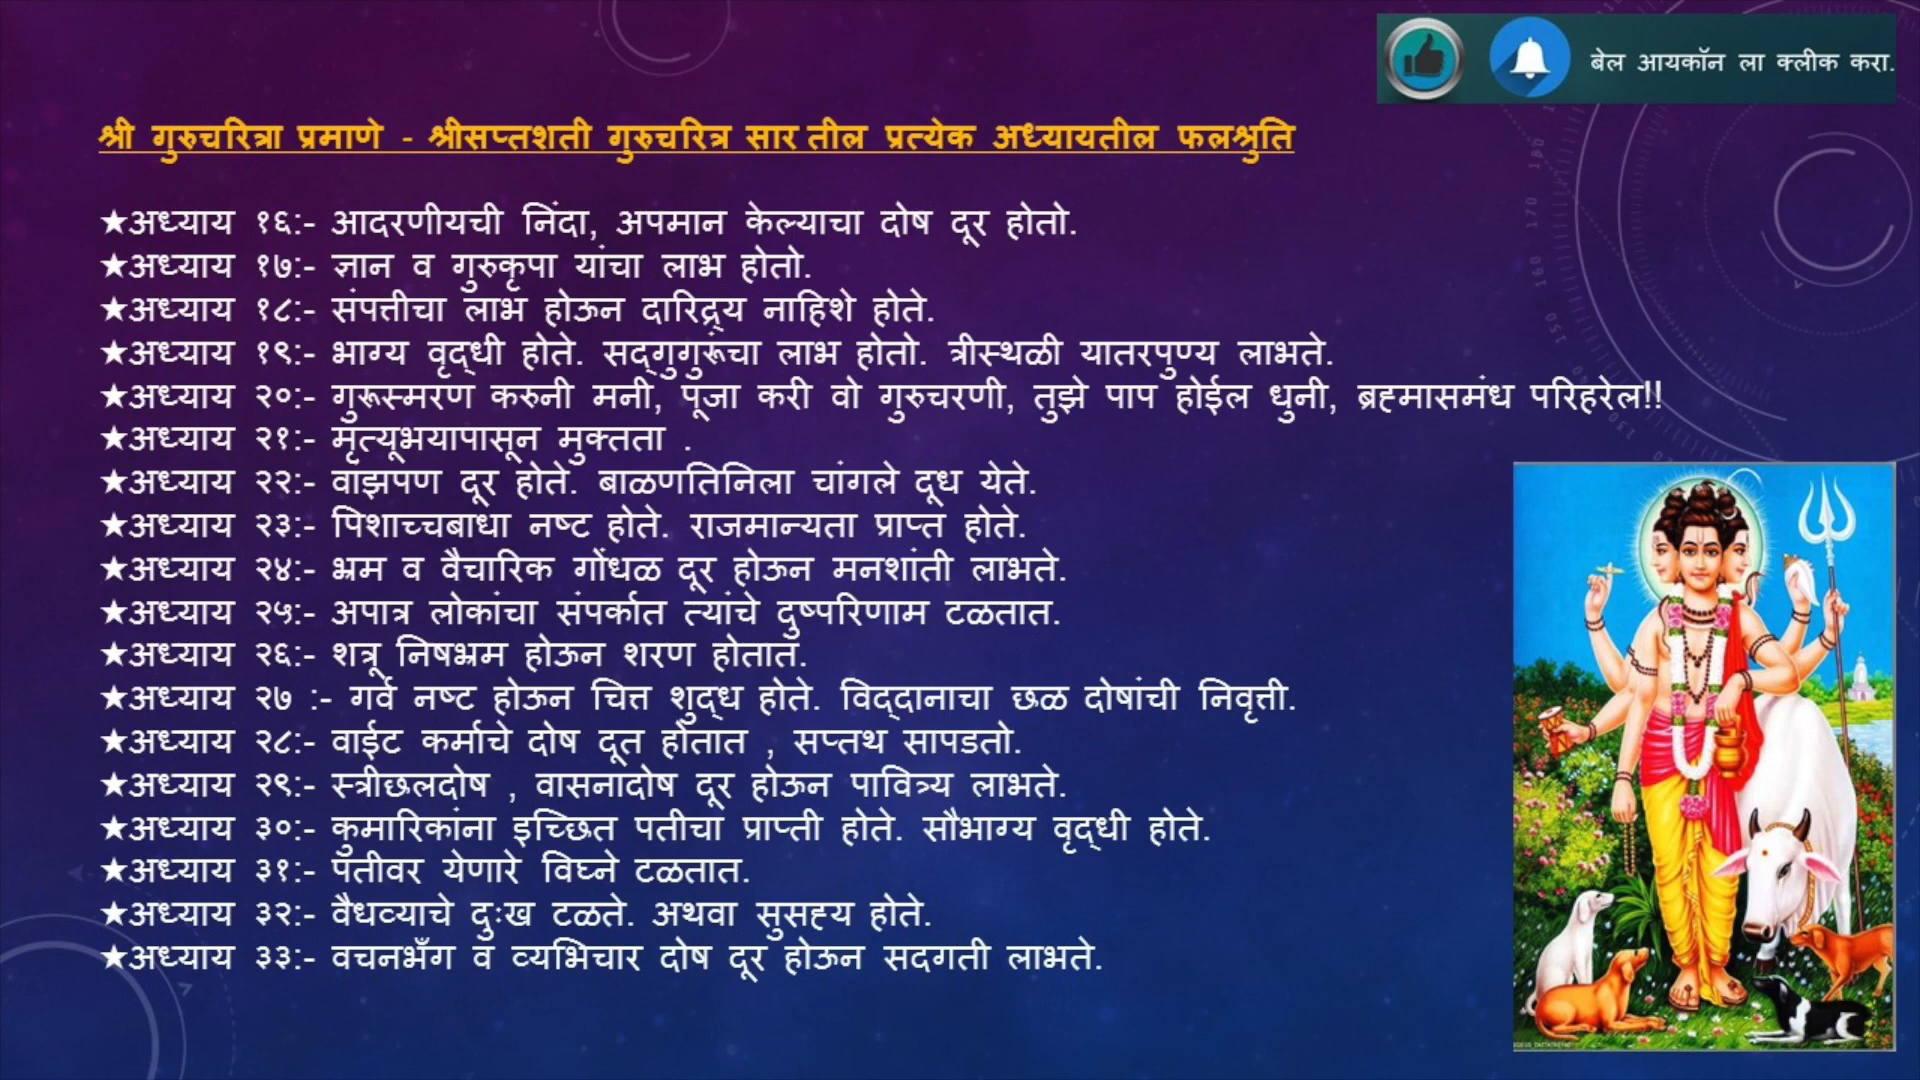 बेल आयकॉन ला क्लीक करा.
श्री गुरुचरित्रा प्रमाणे - श्रीसप्तशती गुरुचरित्र सार तील प्रत्येक अध्यायतील फलश्रुति
★अध्याय १६:- आदरणीयची निंदा, अपमान केल्याचा दोष दूर होतो.
★अध्याय १७:- ज्ञान व गुरुकृपा यांचा लाभ होतो.
★अध्याय १८:- संपत्तीचा लाभ होऊन दारिद्र्य नाहिशे होते.
★अध्याय १९:- भाग्य वृद्धी होते. सद्गुगुरूंचा लाभ होतो. त्रीस्थळी यातरपुण्य लाभते.
★अध्याय २०:- गुरूस्मरण करुनी मनी, पूजा करी वो गुरुचरणी, तुझे पाप होईल धुनी, ब्रह्मासमंध परिहरेल!!
★अध्याय २१:- मृत्यूभयापासून मुक्तता .
★अध्याय २२:- वांझपण दूर होते. बाळणतिनिला चांगले दूध येते.
★अध्याय २३:- पिशाच्चबाधा नष्ट होते. राजमान्यता प्राप्त होते.
★अध्याय २४:- भ्रम व वैचारिक गोंधळ दूर होऊन मनशांती लाभते.
★अध्याय २५:- अपात्र लोकांचा संपर्कात त्यांचे दुष्परिणाम टळतात.
★अध्याय २६:- शत्रू निषभ्रम होऊन शरण होतात.
★अध्याय २७ :- गर्व नष्ट होऊन चित्त शुद्ध होते. विद्दानाचा छळ दोषांची निवृत्ती.
★अध्याय २८:- वाईट कर्माचे दोष दूत होतात , सप्तथ सापडतो.
★अध्याय २९:- स्त्रीछलदोष , वासनादोष दूर होऊन पावित्र्य लाभते.
★अध्याय ३०:- कुमारिकांना इच्छित पतीचा प्राप्ती होते. सौभाग्य वृद्धी होते.
★अध्याय ३१:- पतीवर येणारे विघ्ने टळतात.
★अध्याय ३२:- वैधव्याचे दुःख टळते. अथवा सुसह्य होते.
★अध्याय ३३:- वचनभँग व व्यभिचार दोष दूर होऊन सदगती लाभते.